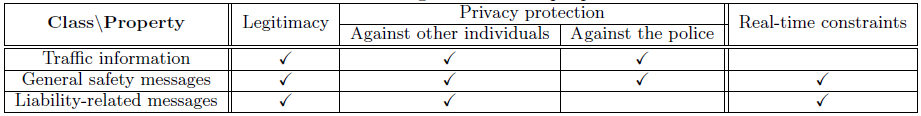 Class\Property Legitimacy Privacy protection Real-time constraints
Against other individuals Against the police
Traffic information ✓ ✓ ✓
General safety messages ✓ ✓ ✓ ✓
Liability-related messages ✓ ✓ ✓